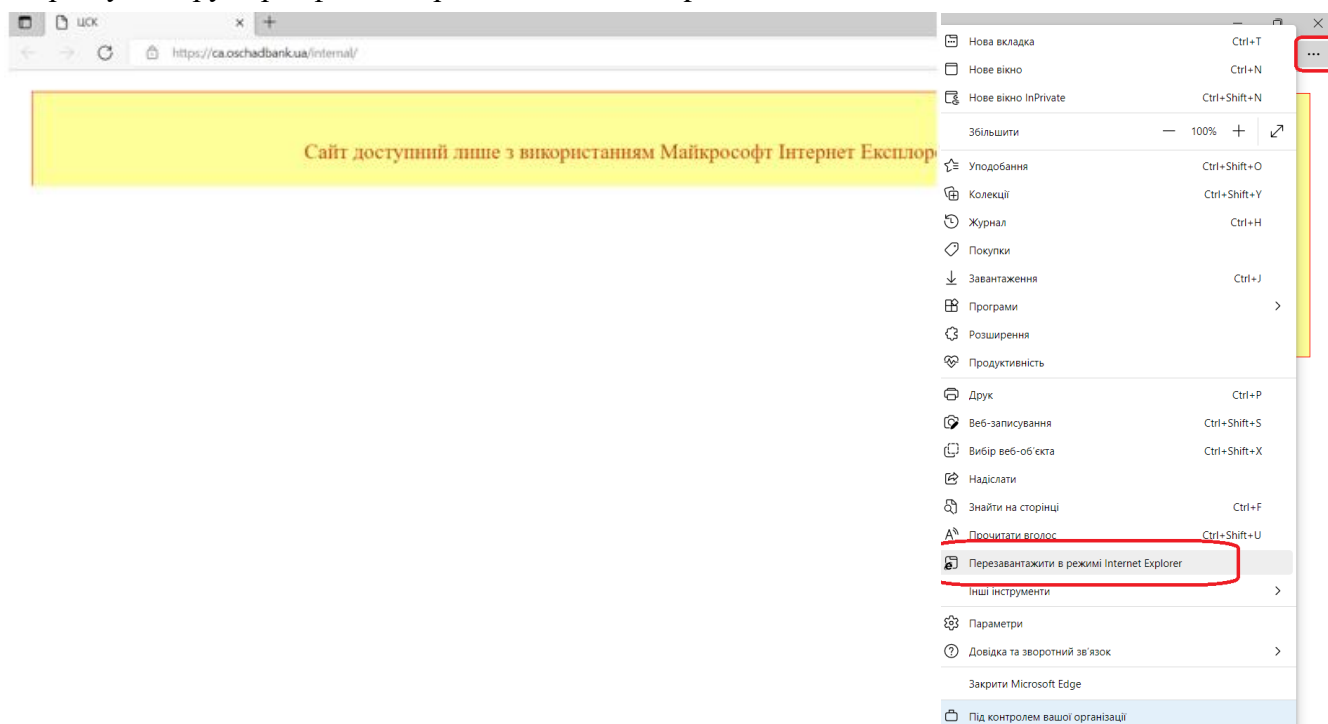 ЦСК
https://ca.oschadbank.ua/internal/
Сайт доступний лише з використанням Майкрософт Інтернет Експлор
Нова вкладка Ctrl+T
Нове вікно Ctrl+N
Нове вікно InPrivate Ctrl+Shift+N
Збільшити — 100% +
Уподобання Ctrl+Shift+O
Колекції Ctrl+Shift+Y
Журнал Ctrl+H
Покупки
Завантаження Ctrl+J
Програми
Розширення
Продуктивність
Друк Ctrl+P
Веб-записування Ctrl+Shift+S
Вибір веб-об'єкта Ctrl+Shift+X
Надіслати
Знайти на сторінці Ctrl+F
Прочитати вголос Ctrl+Shift+U
Перезавантажити в режимі Internet Explorer
Інші інструменти
Параметри
Довідка та зворотний зв'язок
Закрити Microsoft Edge
Під контролем вашої організації